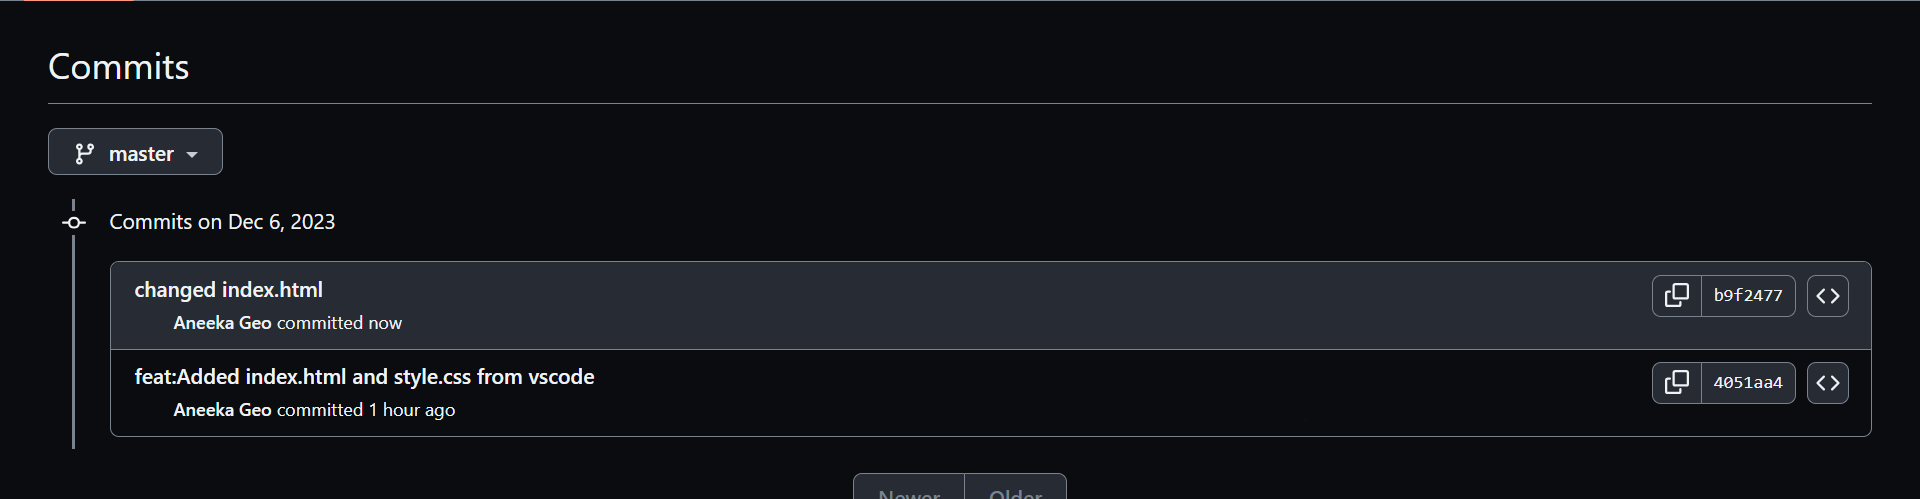 Commits
master
Commits on Dec 6, 2023
changed index.html
b9f2477
Aneeka Geo committed now
feat:Added index.html and style.css from vscode
4051aa4
Aneeka Geo committed 1 hour ago
Newer
Older